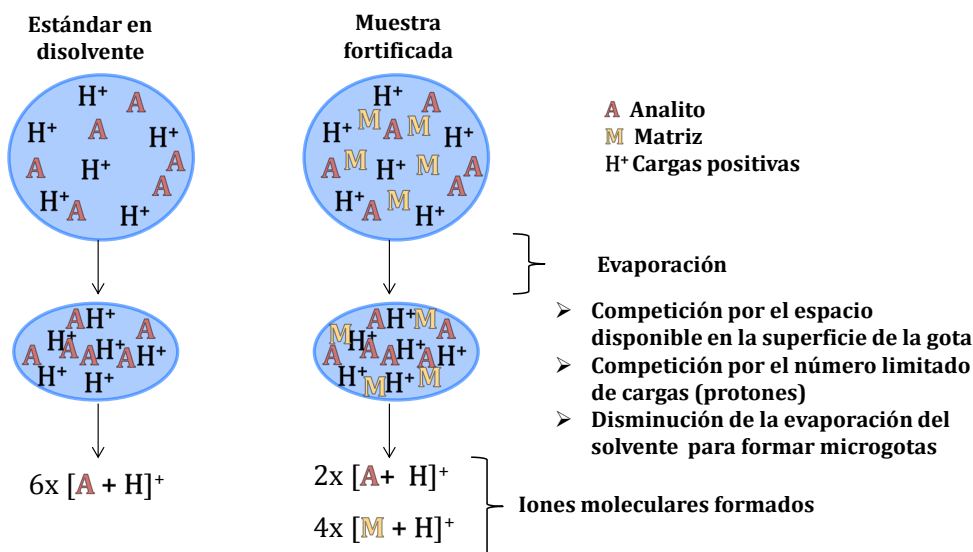 Estándar en
disolvente
Muestra
fortificada
H⁺ A
H⁺ A H⁺
A H⁺ A
A
H⁺ A H⁺
H⁺ A
H⁺ M A M H⁺
A M H⁺ M A
A
H⁺ A M H⁺
A Analito
M Matriz
H⁺ Cargas positivas
Evaporación
A H⁺ A
H⁺
A A A H⁺ A H⁺
H⁺ H⁺
A H⁺ M A
M H⁺
A A A H⁺ A H⁺
H⁺ M H⁺ M
➢ Competición por el espacio
disponible en la superficie de la gota
➢ Competición por el número limitado
de cargas (protones)
➢ Disminución de la evaporación del
solvente para formar microgotas
6x [A + H]⁺
2x [A+ H]⁺
4x [M + H]⁺
Iones moleculares formados